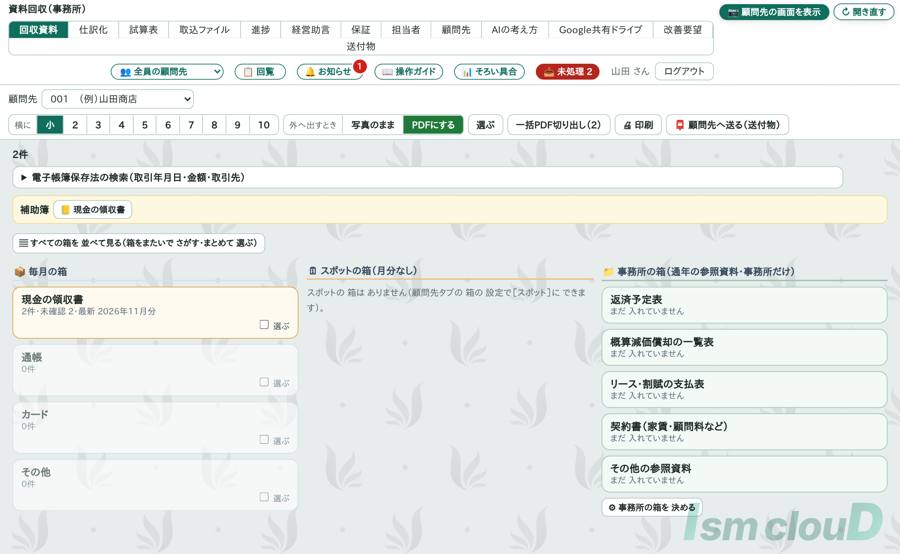 資料回収（事務所）
📷 顧問先の画面を表示
↻ 開き直す
回収資料 仕訳化 試算表 取込ファイル 進捗 経営助言 保証 担当者 顧問先 AIの考え方 Google共有ドライブ 改善要望
送付物
👥 全員の顧問先 📋 回覧 🔔 お知らせ 1 📖 操作ガイド 📊 そろい具合 📥 未処理 2 山田 さん ログアウト
顧問先 001 （例）山田商店
横に 小 2 3 4 5 6 7 8 9 10 外へ出すとき 写真のまま PDFにする 選ぶ 一括PDF切り出し（2） 🖨 印刷 📮 顧問先へ送る（送付物）
2件
▶ 電子帳簿保存法の検索（取引年月日・金額・取引先）
補助簿 📒 現金の領収書
☰ すべての箱を 並べて見る（箱をまたいで さがす・まとめて 選ぶ）
📦 毎月の箱
現金の領収書
2件・未確認 2・最新 2026年11月分
選ぶ
通帳
0件
選ぶ
カード
0件
選ぶ
その他
0件
選ぶ
🗓 スポットの箱（月分なし）
スポットの 箱は ありません（顧問先タブの 箱の 設定で［スポット］に できま
す）。
📁 事務所の箱（通年の参照資料・事務所だけ）
返済予定表
まだ 入れていません
概算減価償却の一覧表
まだ 入れていません
リース・割賦の支払表
まだ 入れていません
契約書（家賃・顧問料など）
まだ 入れていません
その他の参照資料
まだ 入れていません
⚙ 事務所の箱を 決める
Ism clouD